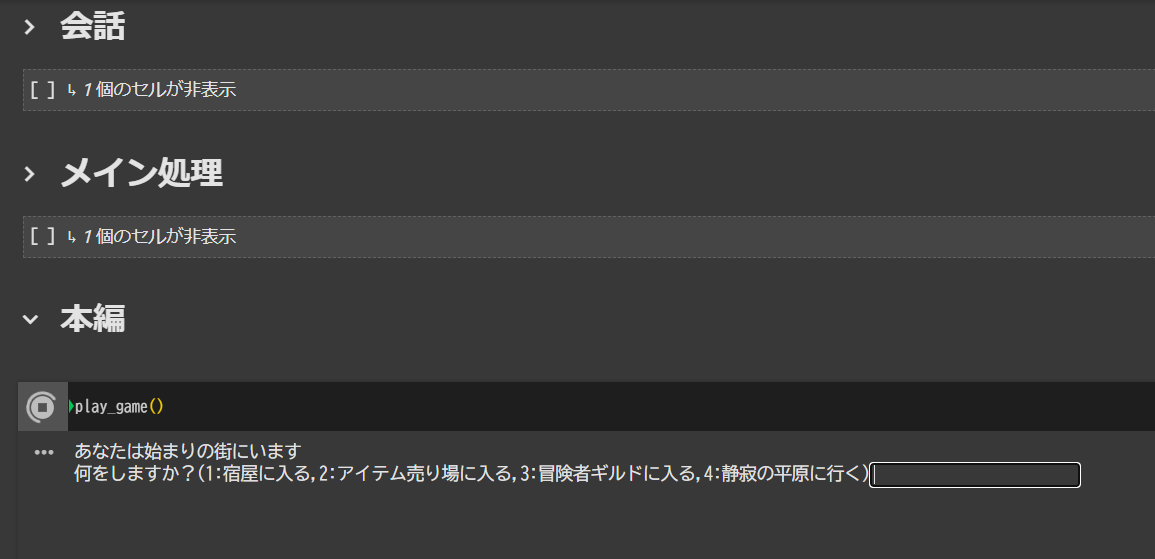 会話
[ ] ↳ 1 個のセルが非表示
メイン処理
[ ] ↳ 1 個のセルが非表示
本編
play_game()
あなたは始まりの街にいます
何をしますか？(1:宿屋に入る,2:アイテム売り場に入る,3:冒険者ギルドに入る,4:静寂の平原に行く)